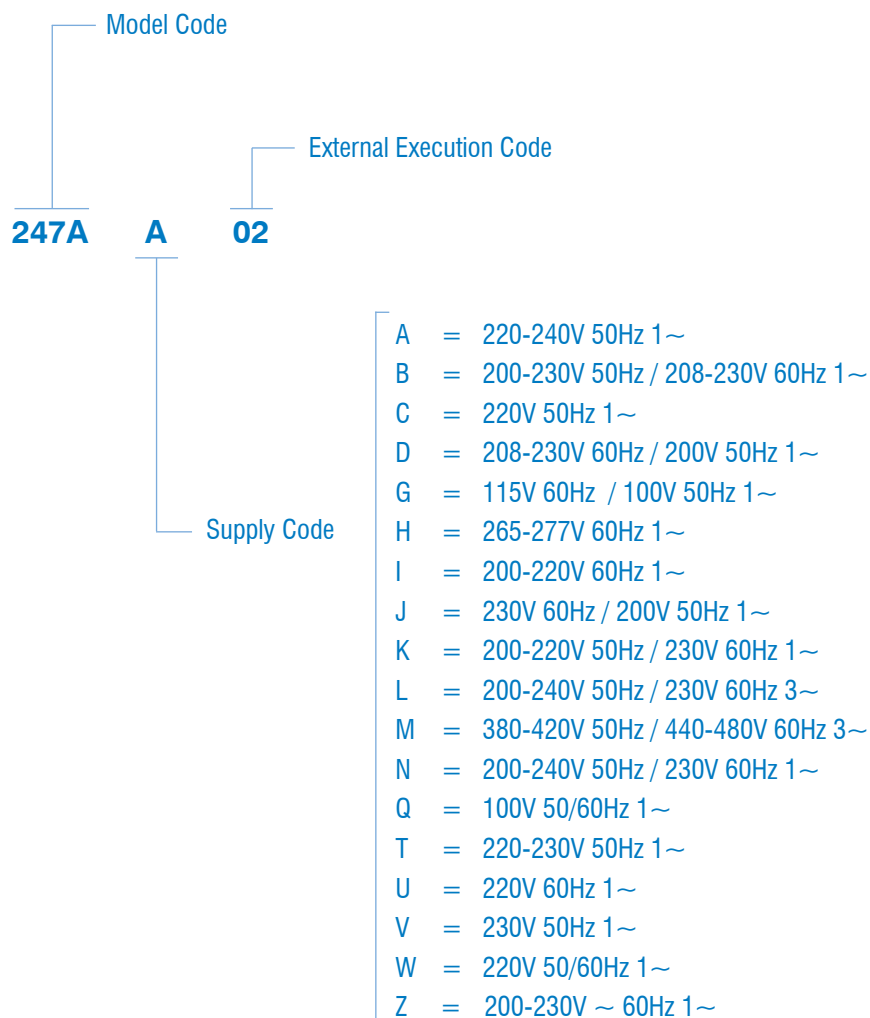 Model Code
External Execution Code
247A A 02
A = 220-240V 50Hz 1~
B = 200-230V 50Hz / 208-230V 60Hz 1~
C = 220V 50Hz 1~
D = 208-230V 60Hz / 200V 50Hz 1~
G = 115V 60Hz / 100V 50Hz 1~
Supply Code
H = 265-277V 60Hz 1~
I = 200-220V 60Hz 1~
J = 230V 60Hz / 200V 50Hz 1~
K = 200-220V 50Hz / 230V 60Hz 1~
L = 200-240V 50Hz / 230V 60Hz 3~
M = 380-420V 50Hz / 440-480V 60Hz 3~
N = 200-240V 50Hz / 230V 60Hz 1~
Q = 100V 50/60Hz 1~
T = 220-230V 50Hz 1~
U = 220V 60Hz 1~
V = 230V 50Hz 1~
W = 220V 50/60Hz 1~
Z = 200-230V ~ 60Hz 1~